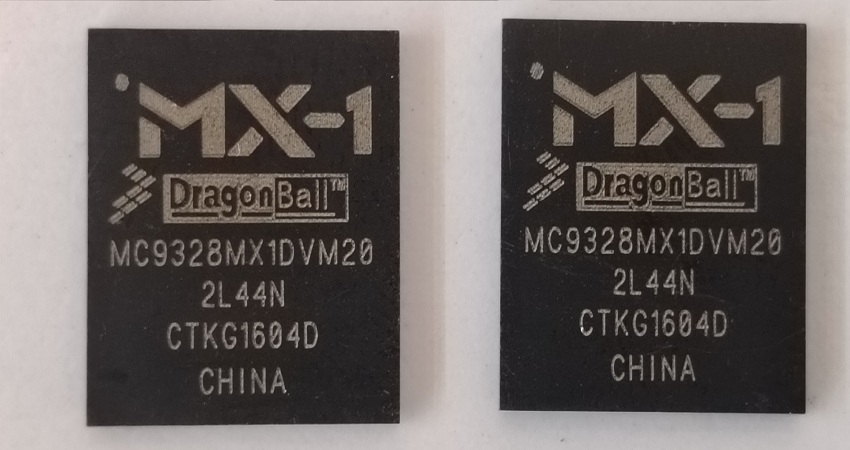 MX-1
DragonBall™
MC9328MX1DVM20
2L44N
CTKG1604D
CHINA
MX-1
DragonBall™
MC9328MX1DVM20
2L44N
CTKG1604D
CHINA